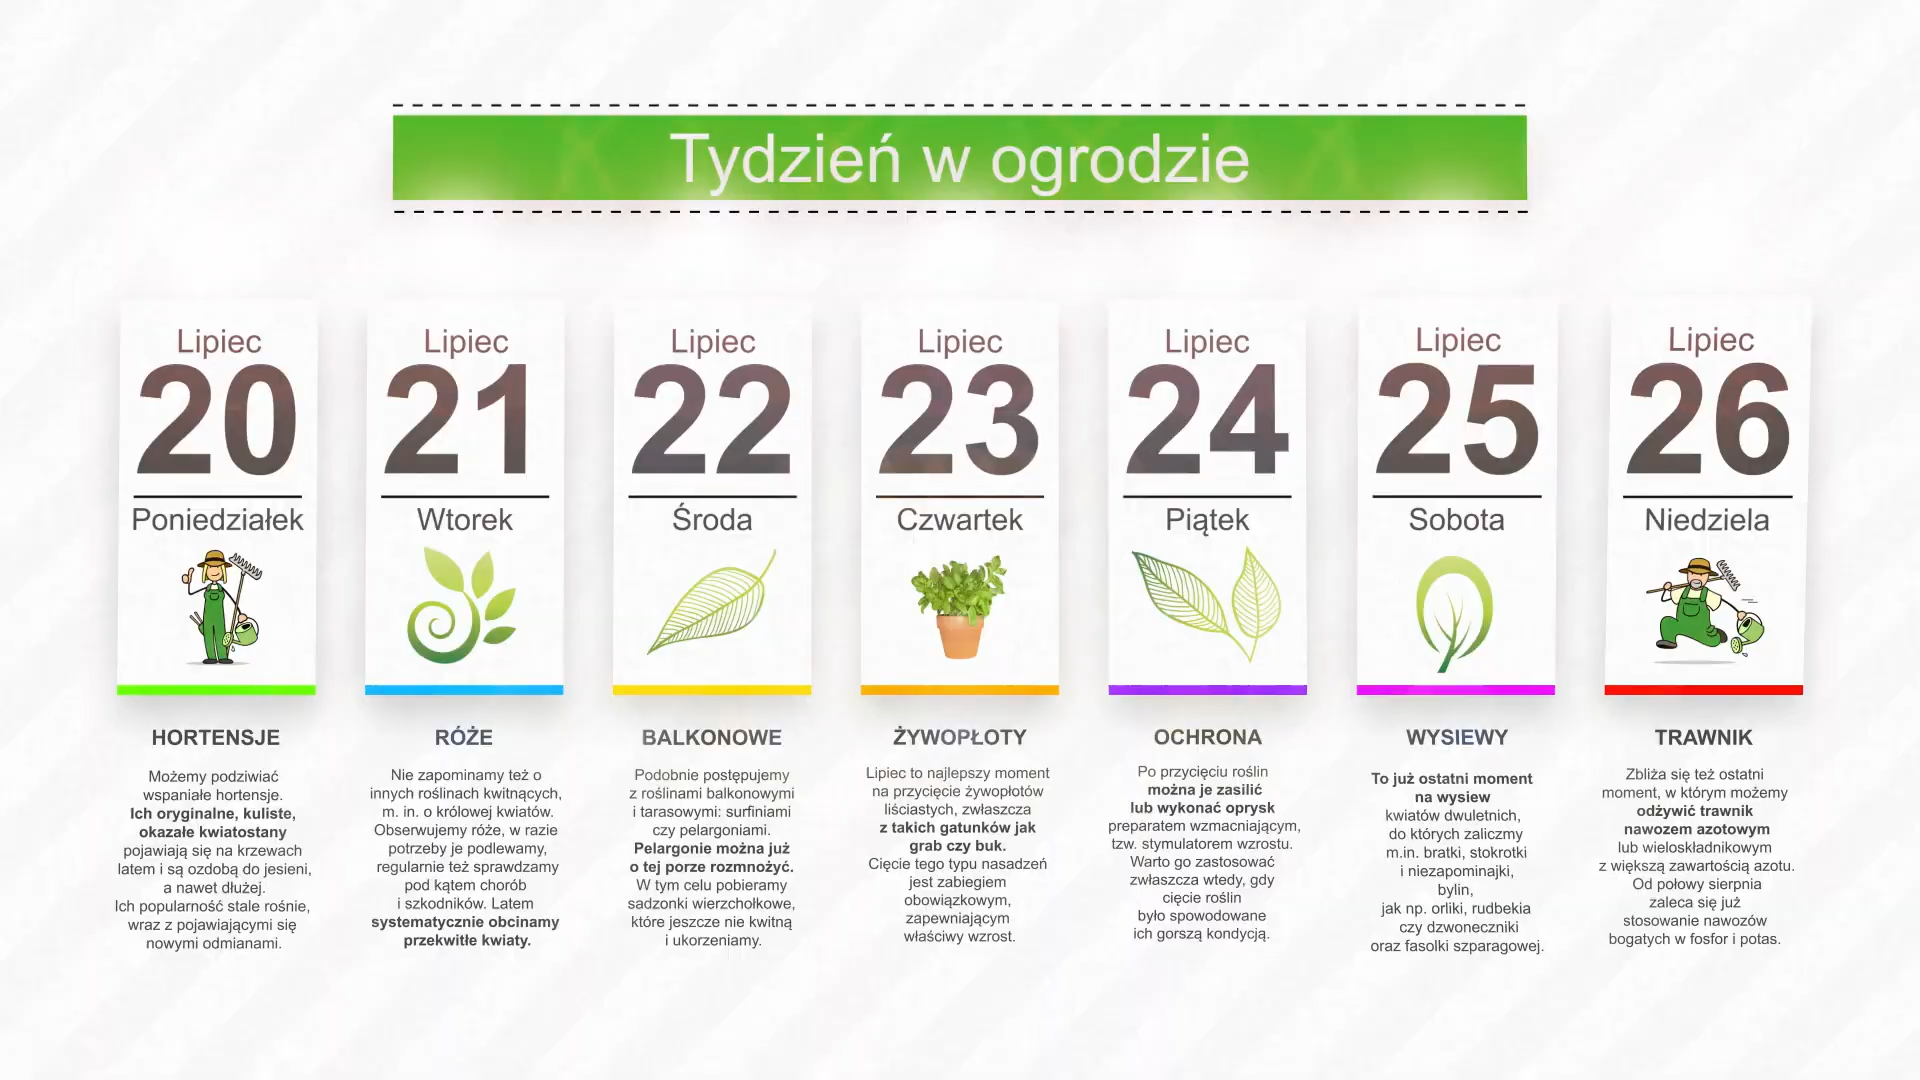 Tydzień w ogrodzie
Lipiec
20
Poniedziałek
HORTENSJE
Możemy podziwiać
wspaniałe hortensje.
Ich oryginalne, kuliste,
okazałe kwiatostany
pojawiają się na krzewach
latem i są ozdobą do jesieni,
a nawet dłużej.
Ich popularność stale rośnie,
wraz z pojawiającymi się
nowymi odmianami.
Lipiec
21
Wtorek
RÓŻE
Nie zapominamy też o
innych roślinach kwitnących,
m. in. o królowej kwiatów.
Obserwujemy róże, w razie
potrzeby je podlewamy,
regularnie też sprawdzamy
pod kątem chorób
i szkodników. Latem
systematycznie obcinamy
przekwitłe kwiaty.
Lipiec
22
Środa
BALKONOWE
Podobnie postępujemy
z roślinami balkonowymi
i tarasowymi: surfiniami
czy pelargoniami.
Pelargonie można już
o tej porze rozmnożyć.
W tym celu pobieramy
sadzonki wierzchołkowe,
które jeszcze nie kwitną
i ukorzeniamy.
Lipiec
23
Czwartek
ŻYWOPŁOTY
Lipiec to najlepszy moment
na przycięcie żywopłotów
liściastych, zwłaszcza
z takich gatunków jak
grab czy buk.
Cięcie tego typu nasadzeń
jest zabiegiem
obowiązkowym,
zapewniającym
właściwy wzrost.
Lipiec
24
Piątek
OCHRONA
Po przycięciu roślin
można je zasilić
lub wykonać oprysk
preparatem wzmacniającym,
tzw. stymulatorem wzrostu.
Warto go zastosować
zwłaszcza wtedy, gdy
cięcie roślin
było spowodowane
ich gorszą kondycją.
Lipiec
25
Sobota
WYSIEWY
To już ostatni moment
na wysiew
kwiatów dwuletnich,
do których zaliczmy
m.in. bratki, stokrotki
i niezapominajki,
bylin,
jak np. orliki, rudbekia
czy dzwoneczniki
oraz fasolki szparagowej.
Lipiec
26
Niedziela
TRAWNIK
Zbliża się też ostatni
moment, w którym możemy
odżywić trawnik
nawozem azotowym
lub wieloskładnikowym
z większą zawartością azotu.
Od połowy sierpnia
zaleca się już
stosowanie nawozów
bogatych w fosfor i potas.